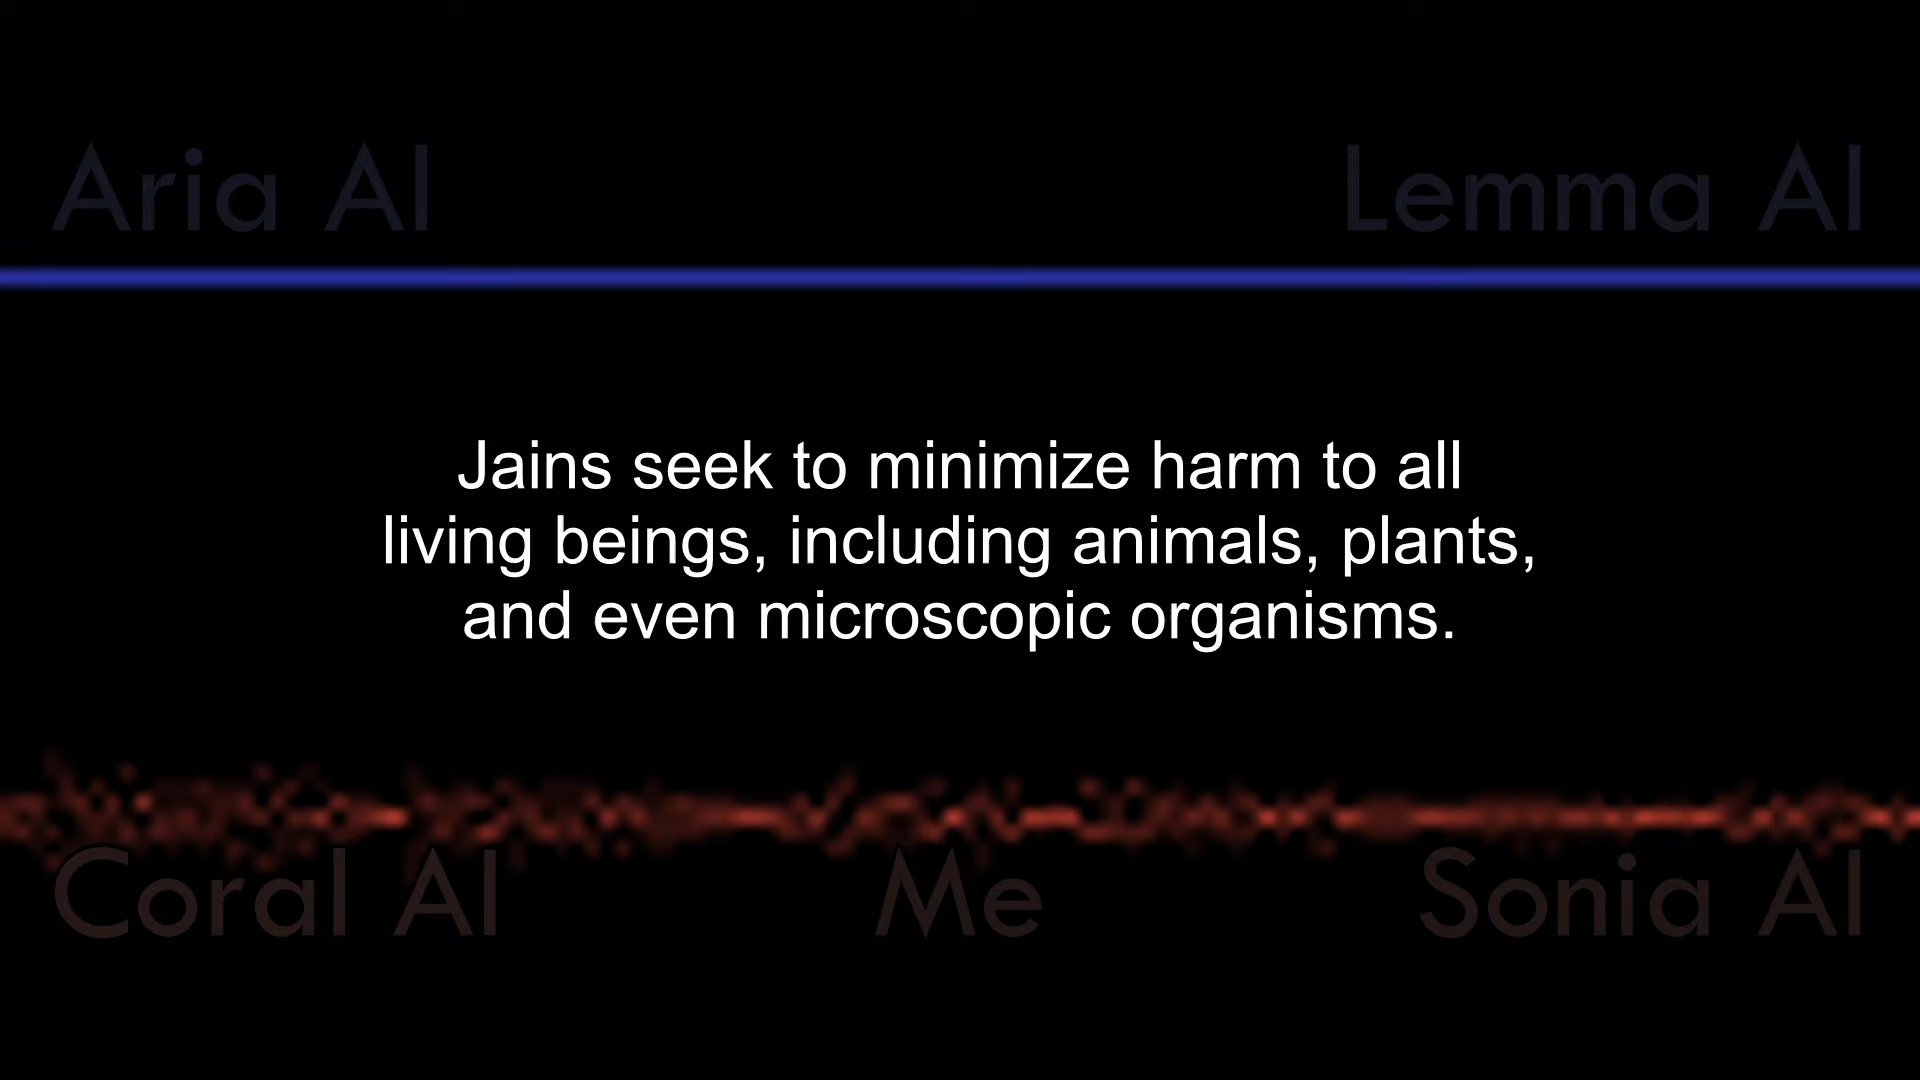 Aria AI
Lemma AI
Jains seek to minimize harm to all
living beings, including animals, plants,
and even microscopic organisms.
Coral AI
Me
Sonia AI